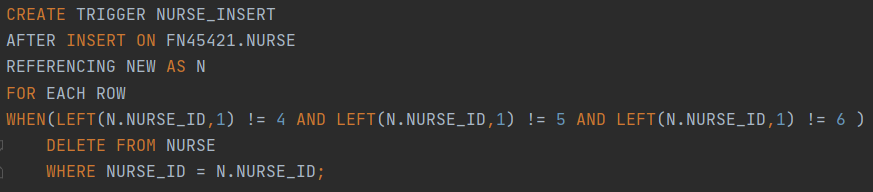 CREATE TRIGGER NURSE_INSERT
AFTER INSERT ON FN45421.NURSE
REFERENCING NEW AS N
FOR EACH ROW
WHEN(LEFT(N.NURSE_ID,1) != 4 AND LEFT(N.NURSE_ID,1) != 5 AND LEFT(N.NURSE_ID,1) != 6 )
DELETE FROM NURSE
WHERE NURSE_ID = N.NURSE_ID;